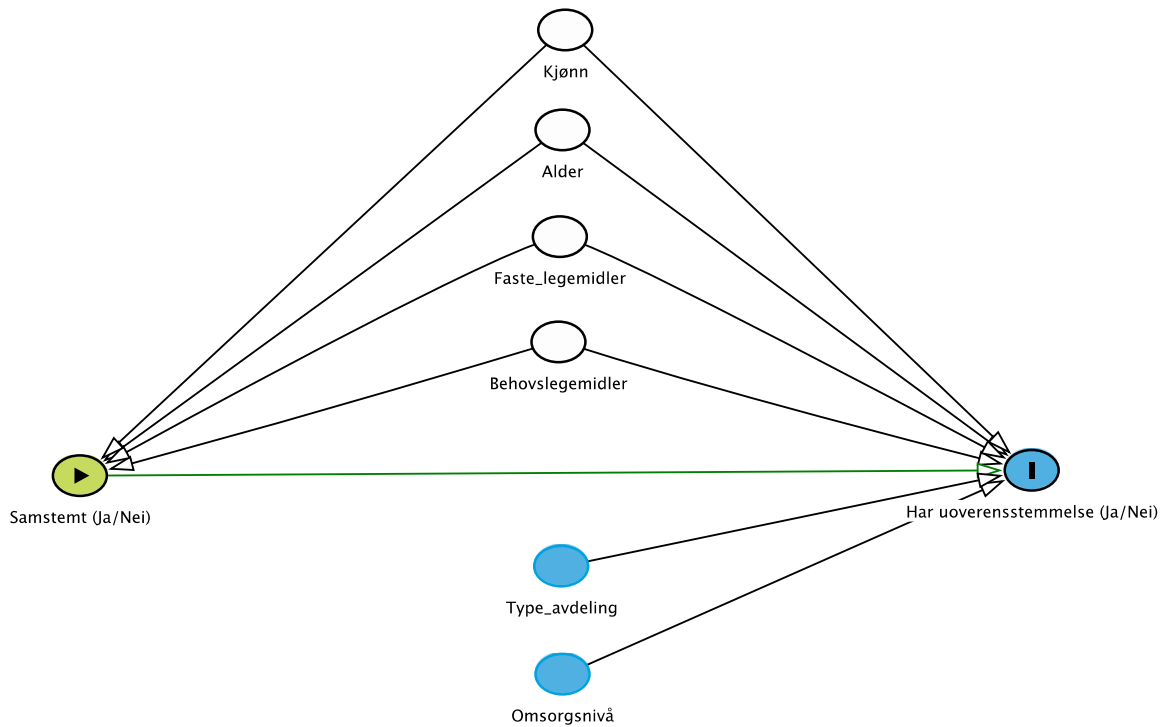 Kjønn
Alder
Faste_legemidler
Behovslegemidler
Samstemt (Ja/Nei)
Har uoverensstemmelse (Ja/Nei)
Type_avdeling
Omsorgsnivå